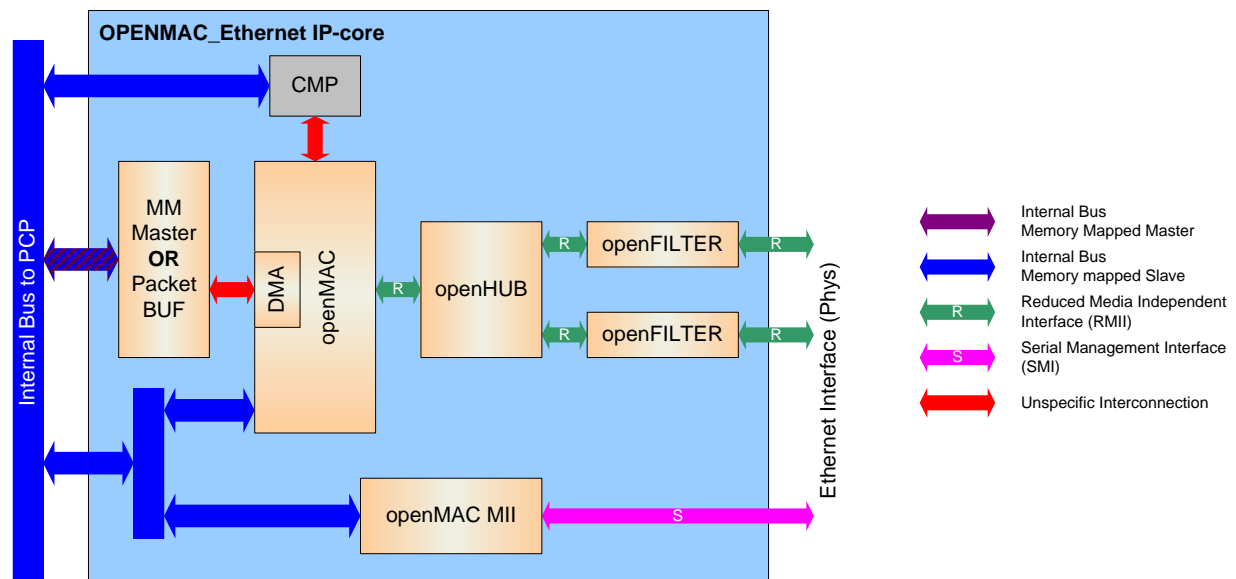 OPENMAC_Ethernet IP-core
CMP
Internal Bus to PCP
MM
Master
OR
Packet
BUF
DMA
openMAC
R
openHUB
R
openFILTER
R
R
openFILTER
R
openMAC MII
S
Ethernet Interface (Phys)
Internal Bus
Memory Mapped Master
Internal Bus
Memory mapped Slave
R
Reduced Media Independent
Interface (RMII)
S
Serial Management Interface
(SMI)
Unspecific Interconnection